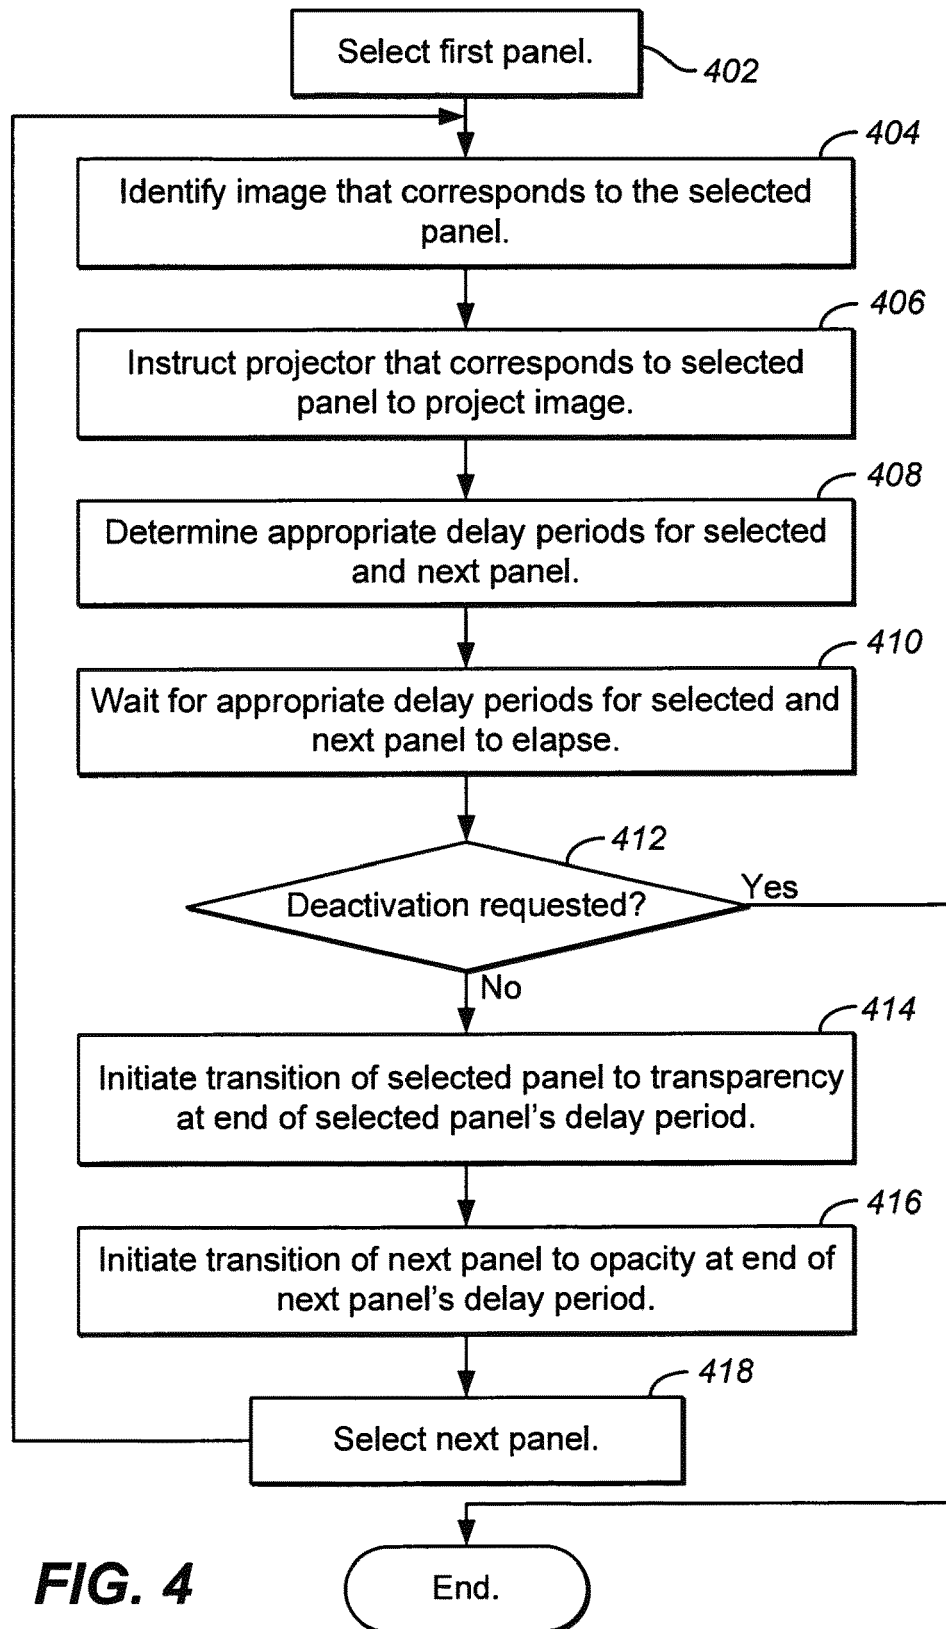 Select first panel.
402
404
Identify image that corresponds to the selected
panel.
406
Instruct projector that corresponds to selected
panel to project image.
408
Determine appropriate delay periods for selected
and next panel.
410
Wait for appropriate delay periods for selected and
next panel to elapse.
412
Deactivation requested?
Yes
No
414
Initiate transition of selected panel to transparency
at end of selected panel's delay period.
416
Initiate transition of next panel to opacity at end of
next panel's delay period.
418
Select next panel.
FIG. 4
End.